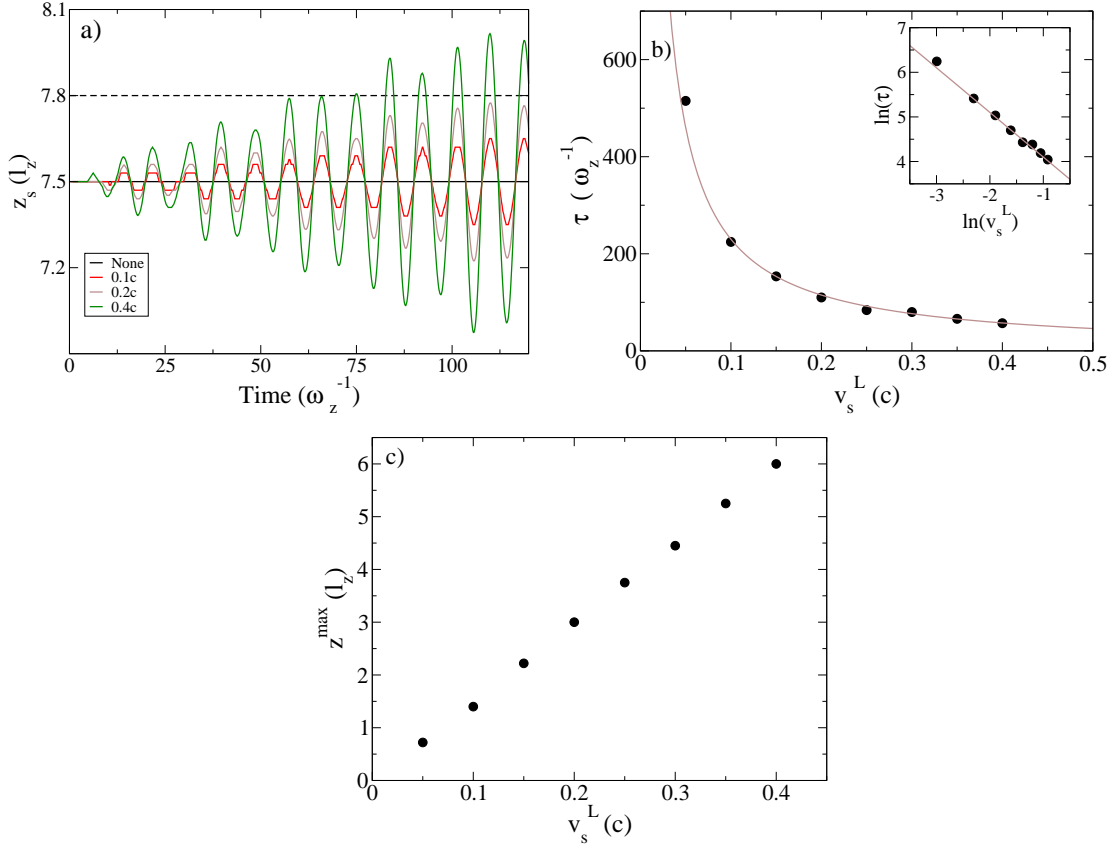 a)
8.1
7.8
7.5
7.2
z_s (l_z)
None
0.1c
0.2c
0.4c
0 25 50 75 100
Time (ω_z^-1)
b)
600
400
200
0
τ (ω_z^-1)
0 0.1 0.2 0.3 0.4 0.5
v_s^L (c)
7
6
5
4
ln(τ)
-3 -2 -1
ln(v_s^L)
c)
6
5
4
3
2
1
0
z^max (l_z)
0 0.1 0.2 0.3 0.4
v_s^L (c)